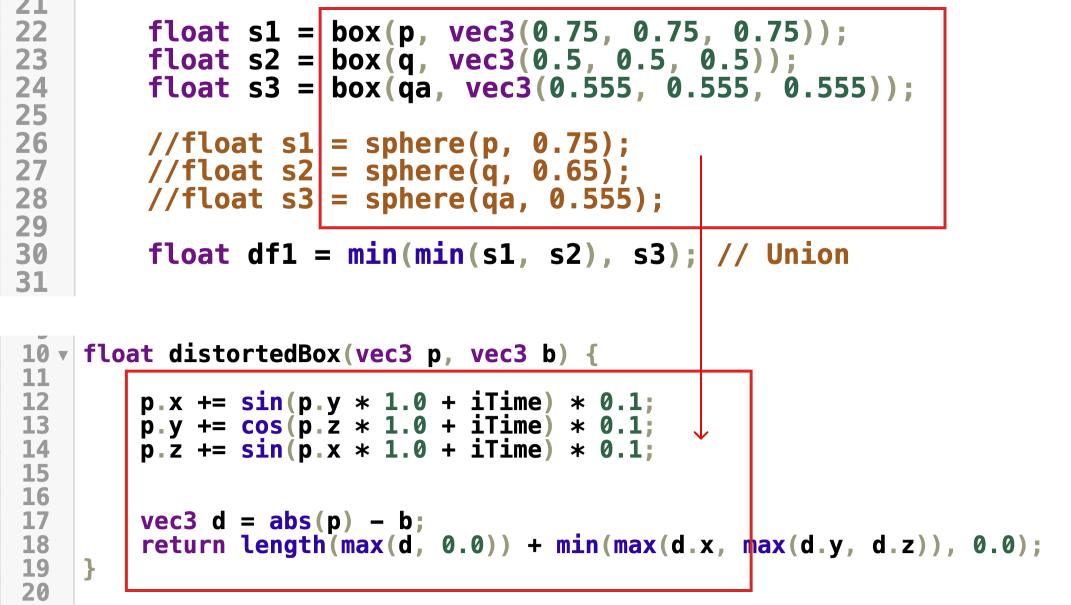 21
22 float s1 = box(p, vec3(0.75, 0.75, 0.75));
23 float s2 = box(q, vec3(0.5, 0.5, 0.5));
24 float s3 = box(qa, vec3(0.555, 0.555, 0.555));
25
26 //float s1 = sphere(p, 0.75);
27 //float s2 = sphere(q, 0.65);
28 //float s3 = sphere(qa, 0.555);
29
30 float df1 = min(min(s1, s2), s3); // Union
31
10 float distortedBox(vec3 p, vec3 b) {
11
12 p.x += sin(p.y * 1.0 + iTime) * 0.1;
13 p.y += cos(p.z * 1.0 + iTime) * 0.1;
14 p.z += sin(p.x * 1.0 + iTime) * 0.1;
15
16
17 vec3 d = abs(p) - b;
18 return length(max(d, 0.0)) + min(max(d.x, max(d.y, d.z)), 0.0);
19 }
20